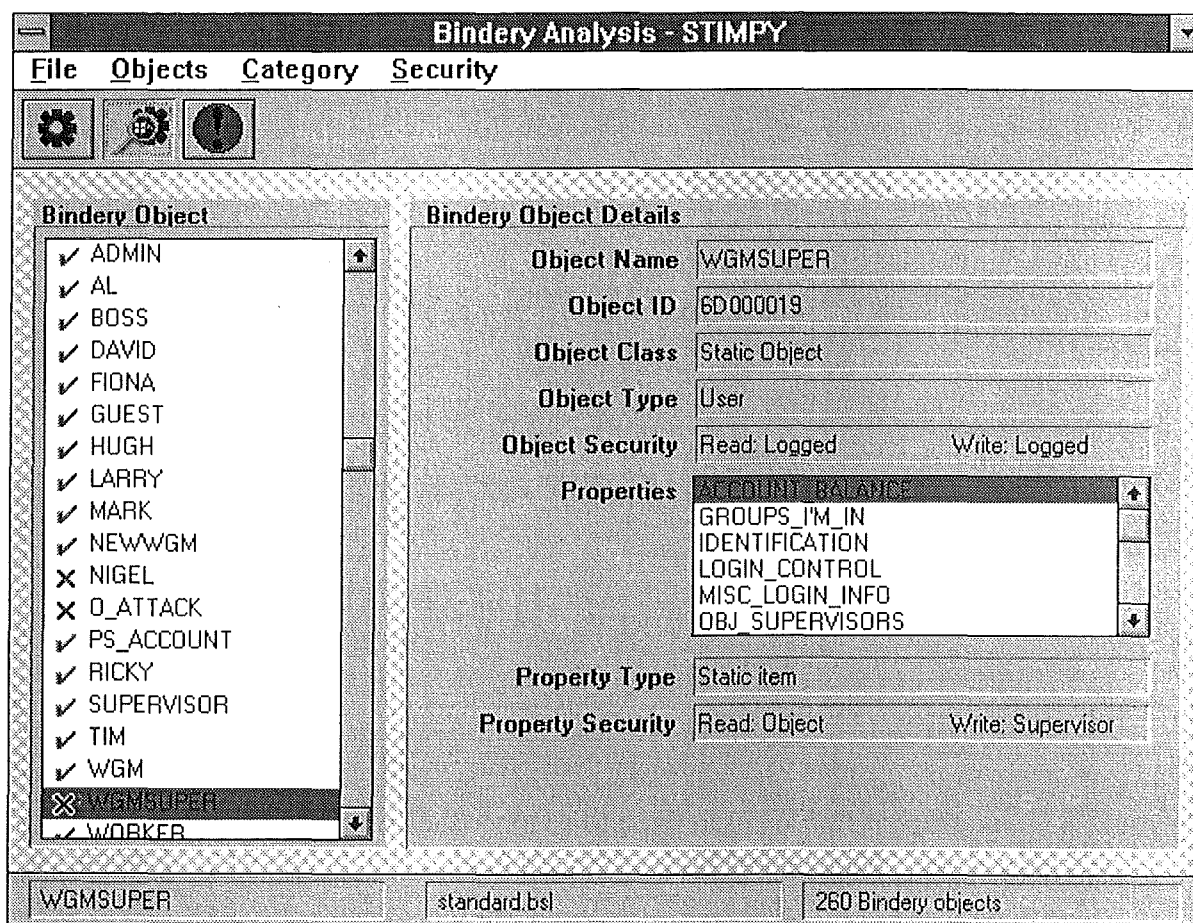 Bindery Analysis - STIMPY
File Objects Category Security
Bindery Object
ADMIN
AL
BOSS
DAVID
FIONA
GUEST
HUGH
LARRY
MARK
NEWWGM
NIGEL
O_ATTACK
PS_ACCOUNT
RICKY
SUPERVISOR
TIM
WGM
WGMSUPER
WORKER
Bindery Object Details
Object Name WGMSUPER
Object ID 6D000019
Object Class Static Object
Object Type User
Object Security Read: Logged Write: Logged
Properties ACCOUNT_BALANCE
GROUPS_I'M_IN
IDENTIFICATION
LOGIN_CONTROL
MISC_LOGIN_INFO
OBJ_SUPERVISORS
Property Type Static item
Property Security Read: Object Write: Supervisor
WGMSUPER standard.bsl 260 Bindery objects